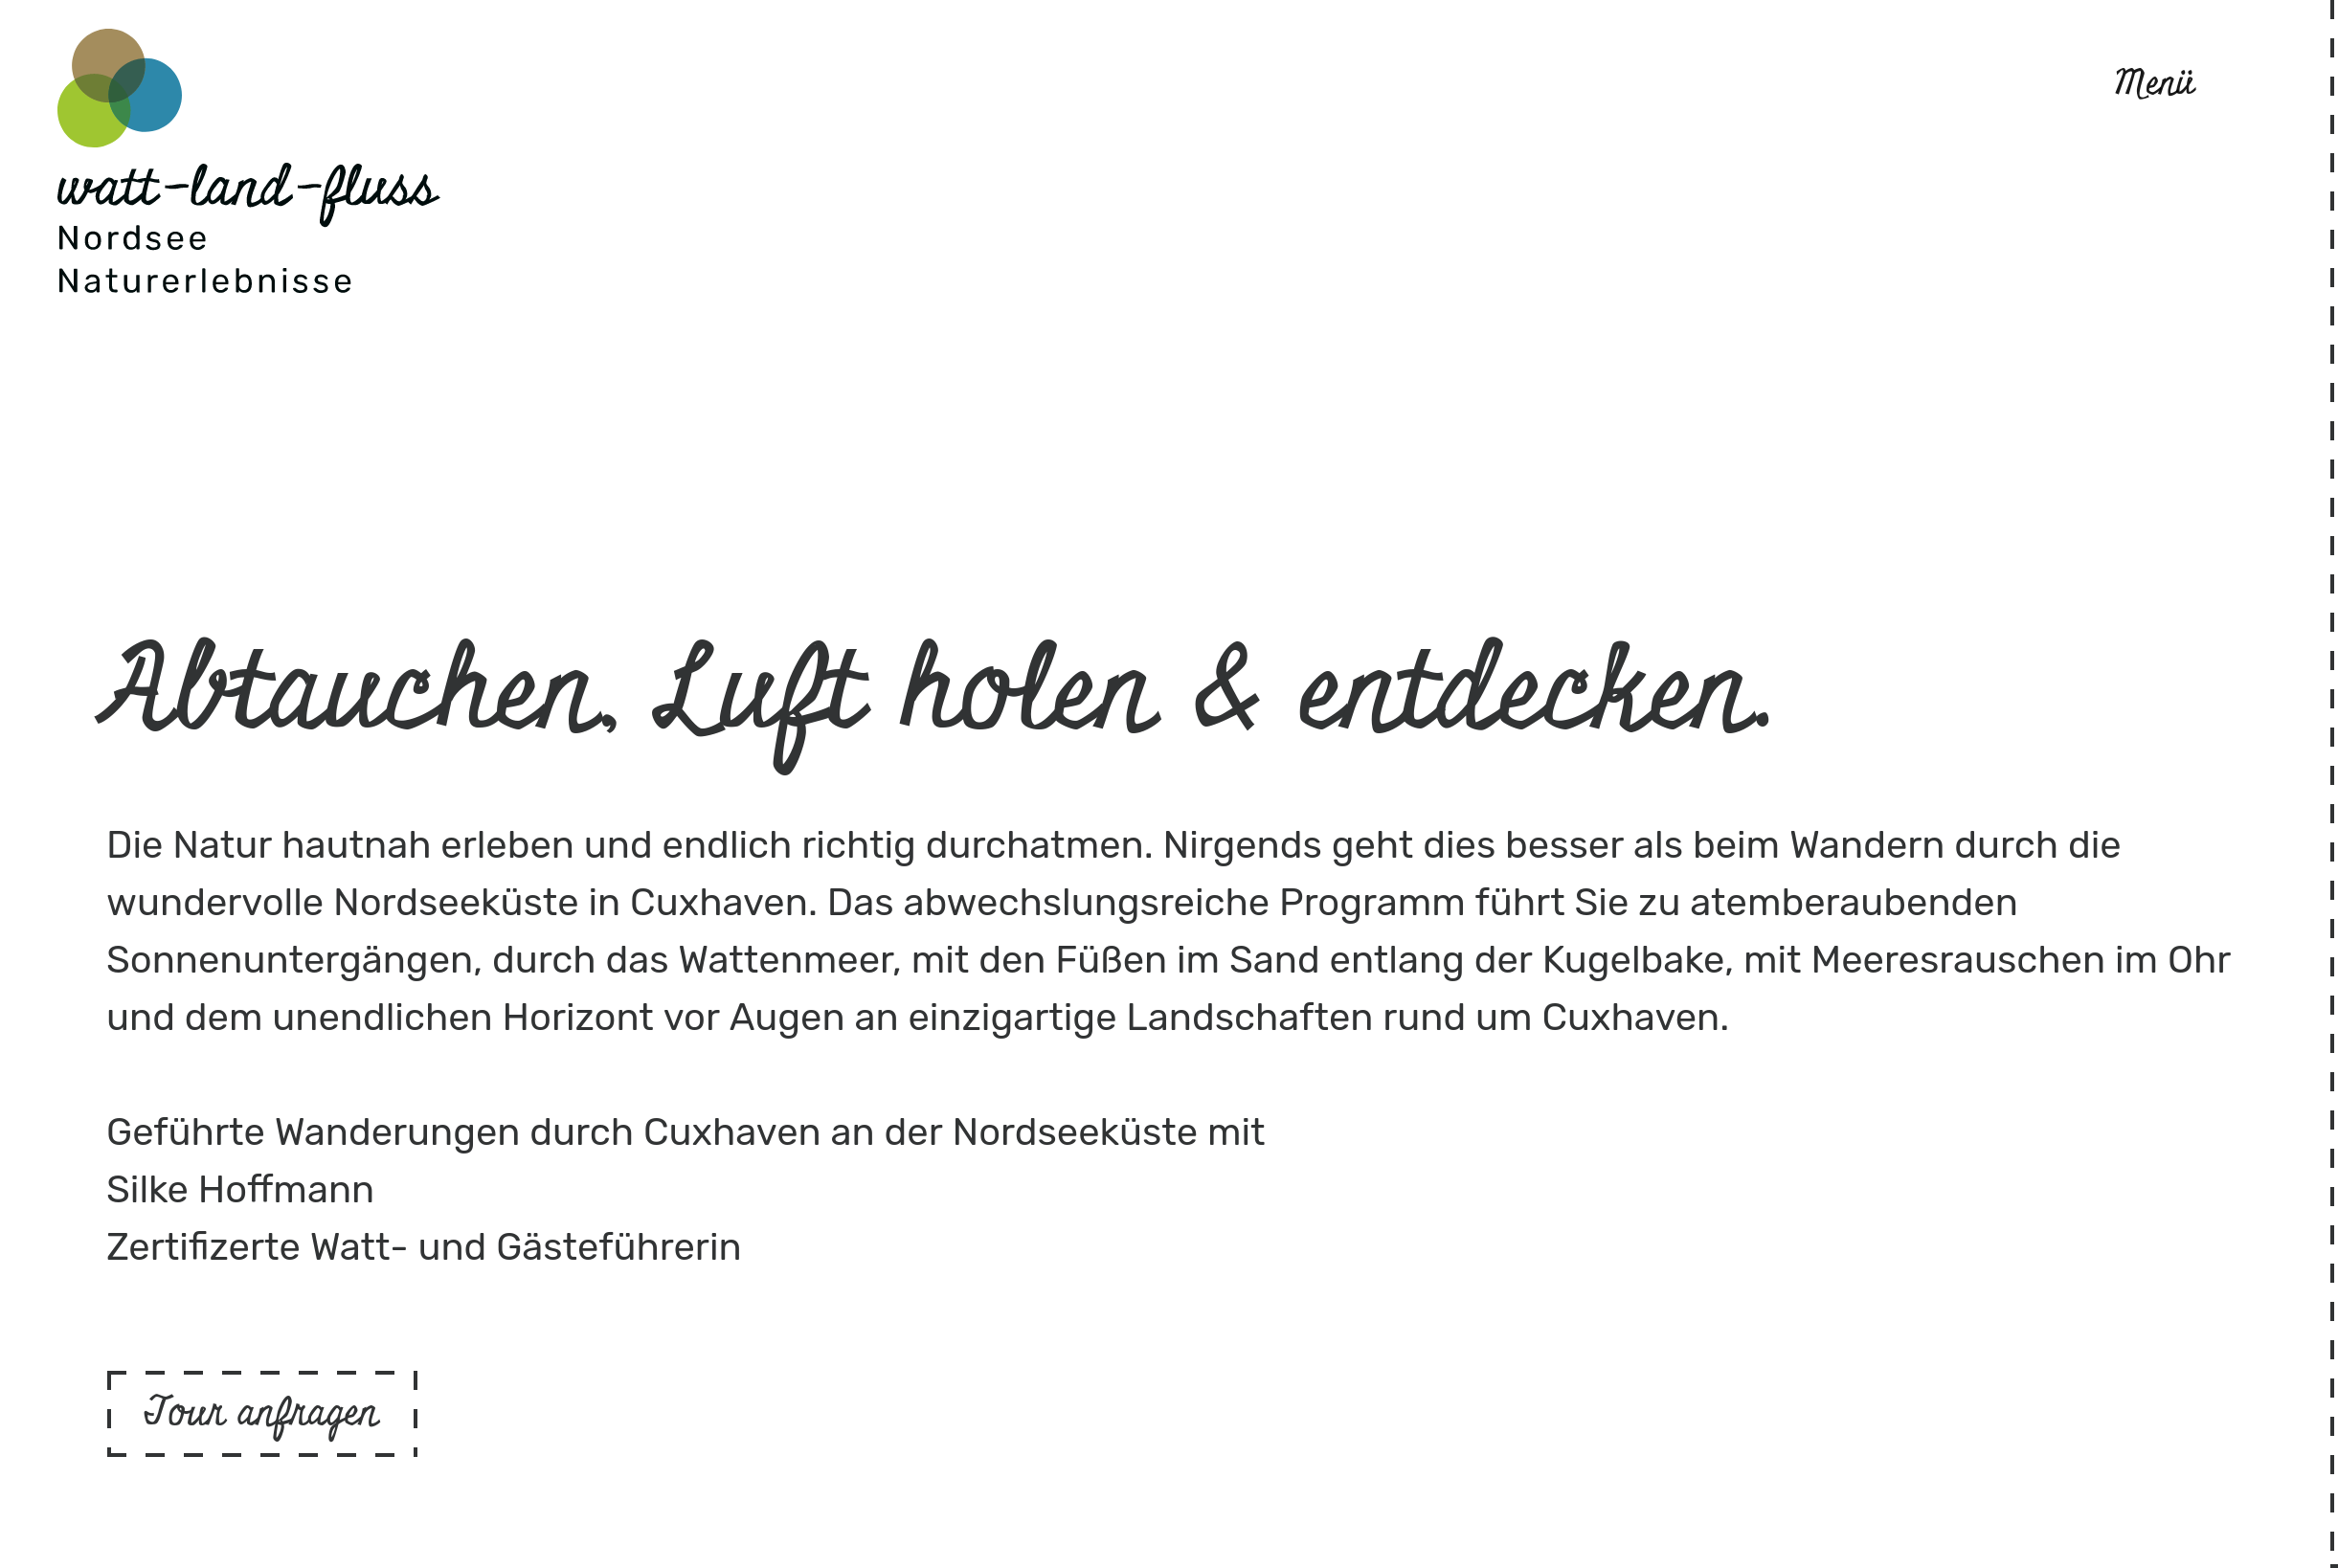 Menü
watt-land-fluss
Nordsee
Naturerlebnisse
Abtauchen. Luft holen & entdecken.
Die Natur hautnah erleben und endlich richtig durchatmen. Nirgends geht dies besser als beim Wandern durch die
wundervolle Nordseeküste in Cuxhaven. Das abwechslungsreiche Programm führt Sie zu atemberaubenden
Sonnenuntergängen, durch das Wattenmeer, mit den Füßen im Sand entlang der Kugelbake, mit Meeresrauschen im Ohr
und dem unendlichen Horizont vor Augen an einzigartige Landschaften rund um Cuxhaven.
Geführte Wanderungen durch Cuxhaven an der Nordseeküste mit
Silke Hoffmann
Zertifizerte Watt- und Gästeführerin
Tour anfragen